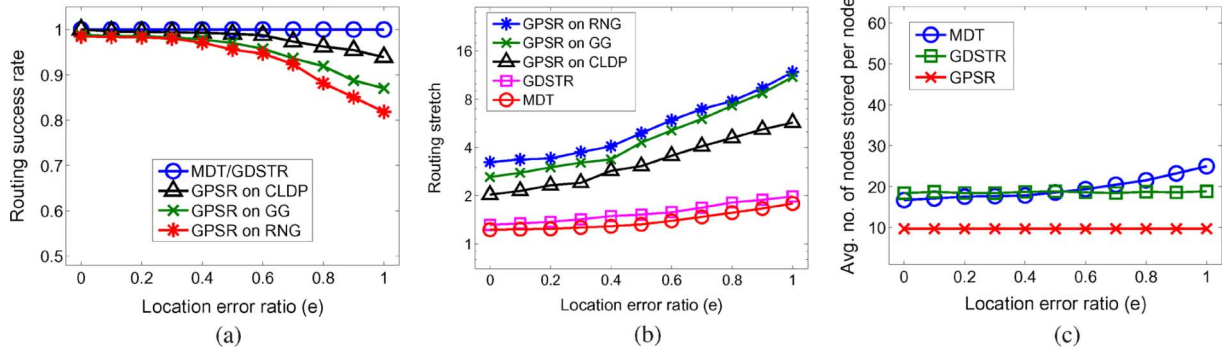 Routing success rate
1
0.9
0.8
0.7
0.6
0.5
MDT/GDSTR
GPSR on CLDP
GPSR on GG
GPSR on RNG
0 0.2 0.4 0.6 0.8 1
Location error ratio (e)
(a)
Routing stretch
16
8
4
2
1
GPSR on RNG
GPSR on GG
GPSR on CLDP
GDSTR
MDT
0 0.2 0.4 0.6 0.8 1
Location error ratio (e)
(b)
Avg. no. of nodes stored per node
60
50
40
30
20
10
MDT
GDSTR
GPSR
0 0.2 0.4 0.6 0.8 1
Location error ratio (e)
(c)